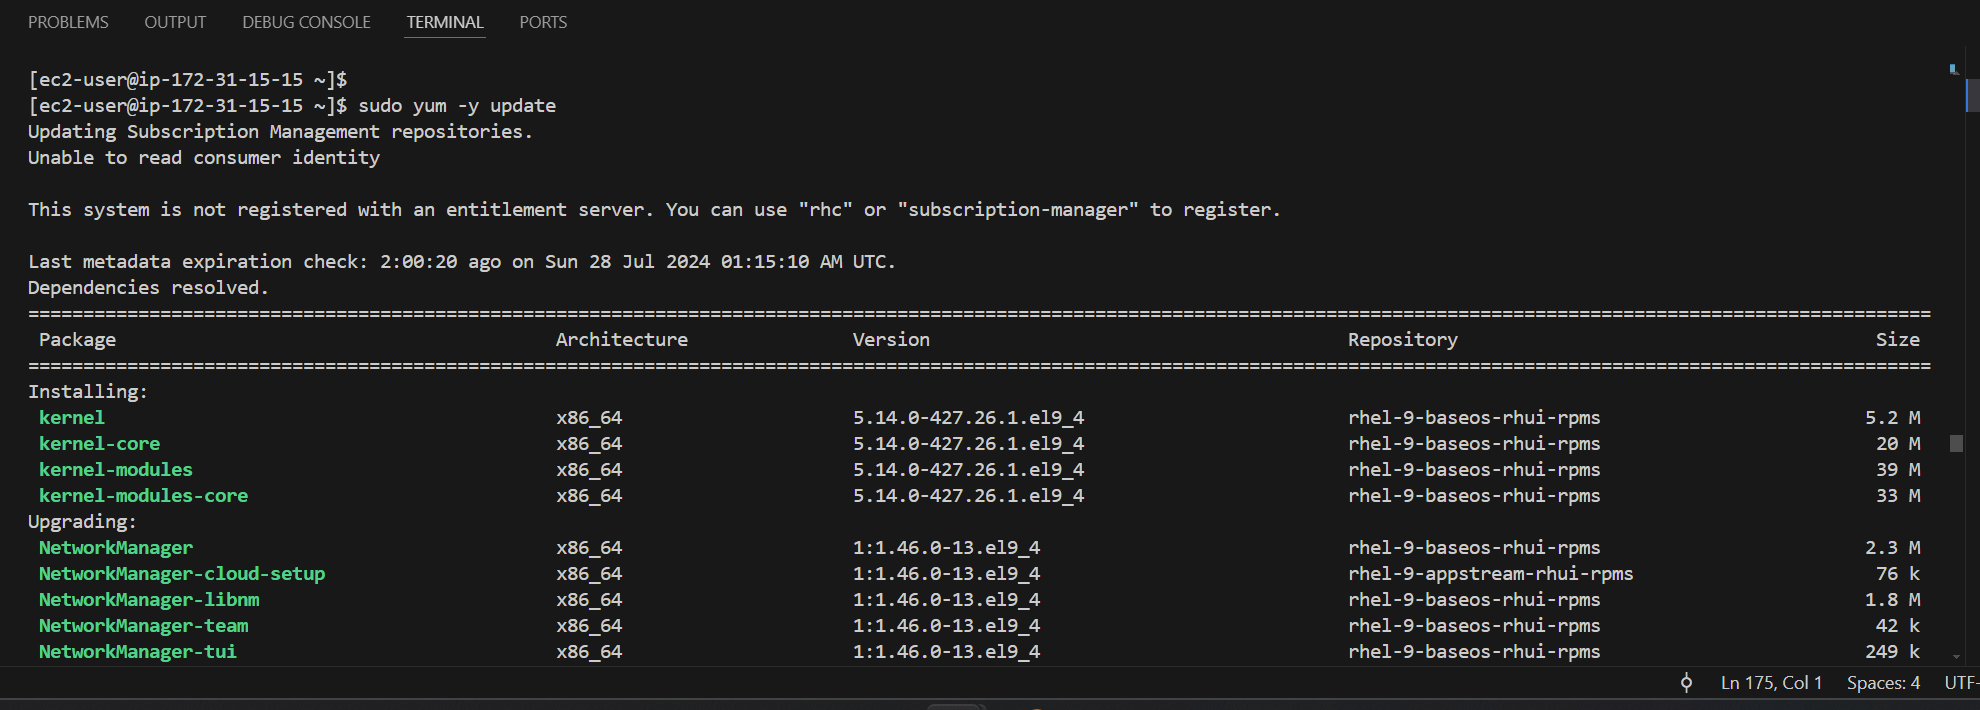 PROBLEMS OUTPUT DEBUG CONSOLE TERMINAL PORTS
[ec2-user@ip-172-31-15-15 ~]$
[ec2-user@ip-172-31-15-15 ~]$ sudo yum -y update
Updating Subscription Management repositories.
Unable to read consumer identity
This system is not registered with an entitlement server. You can use "rhc" or "subscription-manager" to register.
Last metadata expiration check: 2:00:20 ago on Sun 28 Jul 2024 01:15:10 AM UTC.
Dependencies resolved.
Package Architecture Version Repository Size
Installing:
kernel x86_64 5.14.0-427.26.1.el9_4 rhel-9-baseos-rhui-rpms 5.2 M
kernel-core x86_64 5.14.0-427.26.1.el9_4 rhel-9-baseos-rhui-rpms 20 M
kernel-modules x86_64 5.14.0-427.26.1.el9_4 rhel-9-baseos-rhui-rpms 39 M
kernel-modules-core x86_64 5.14.0-427.26.1.el9_4 rhel-9-baseos-rhui-rpms 33 M
Upgrading:
NetworkManager x86_64 1:1.46.0-13.el9_4 rhel-9-baseos-rhui-rpms 2.3 M
NetworkManager-cloud-setup x86_64 1:1.46.0-13.el9_4 rhel-9-appstream-rhui-rpms 76 k
NetworkManager-libnm x86_64 1:1.46.0-13.el9_4 rhel-9-baseos-rhui-rpms 1.8 M
NetworkManager-team x86_64 1:1.46.0-13.el9_4 rhel-9-baseos-rhui-rpms 42 k
NetworkManager-tui x86_64 1:1.46.0-13.el9_4 rhel-9-baseos-rhui-rpms 249 k
Ln 175, Col 1 Spaces: 4 UTF-